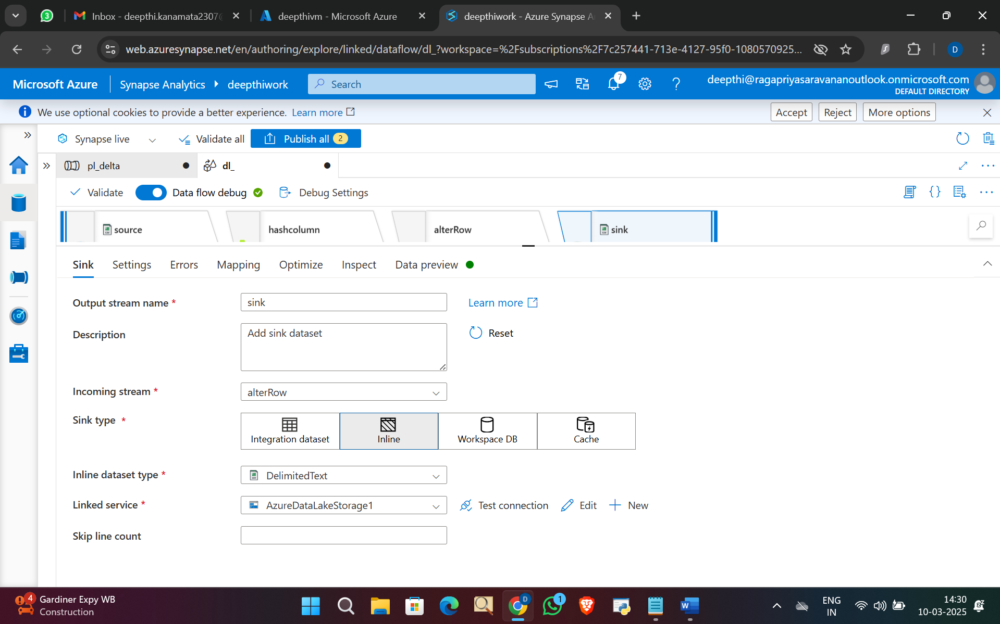 3
Inbox - deepthi.kanamata2307@
deepthivm - Microsoft Azure
deepthiwork - Azure Synapse A
web.azuresynapse.net/en/authoring/explore/linked/dataflow/dl_?workspace=%2Fsubscriptions%2F7c257441-713e-4127-95f0-1080570925...
D
Microsoft Azure
Synapse Analytics
deepthiwork
Search
7
deepthi@ragapriyasaravananoutlook.onmicrosoft.com
DEFAULT DIRECTORY
We use optional cookies to provide a better experience. Learn more
Accept
Reject
More options
Synapse live
Validate all
Publish all 2
pl_delta
dl_
Validate
Data flow debug
Debug Settings
source
hashcolumn
alterRow
sink
Sink
Settings
Errors
Mapping
Optimize
Inspect
Data preview
Output stream name *
sink
Learn more
Description
Add sink dataset
Reset
Incoming stream *
alterRow
Sink type *
Integration dataset
Inline
Workspace DB
Cache
Inline dataset type *
DelimitedText
Linked service *
AzureDataLakeStorage1
Test connection
Edit
New
Skip line count
4
Gardiner Expy WB
Construction
D
1
ENG
IN
14:30
10-03-2025